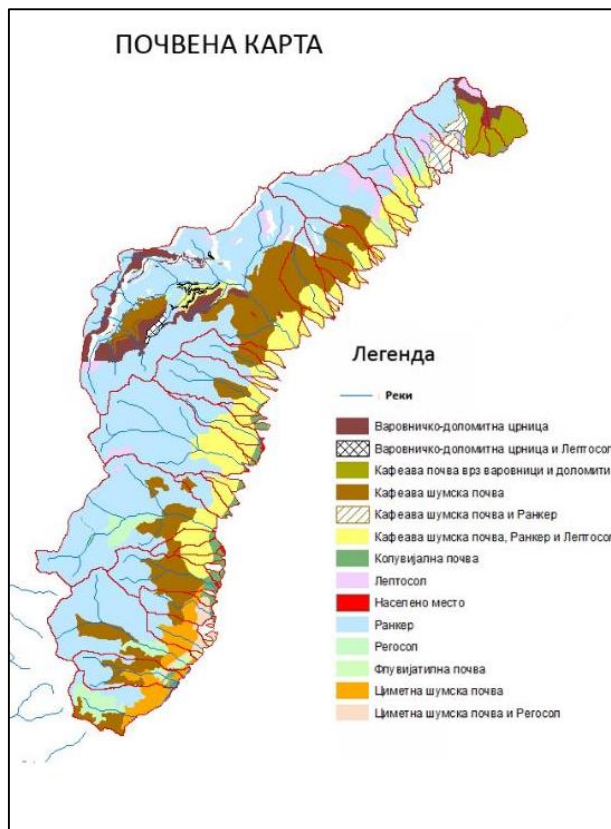 ПОЧВЕНА КАРТА
Легенда
Реки
Варовничко-доломитна црница
Варовничко-доломитна црница и Лептосол
Кафеава почва врз варовници и доломити
Кафеава шумска почва
Кафеава шумска почва и Ранкер
Кафеава шумска почва, Ранкер и Лептосол
Колувијална почва
Лептосол
Населено место
Ранкер
Регосол
Флувијатилна почва
Циметна шумска почва
Циметна шумска почва и Регосол